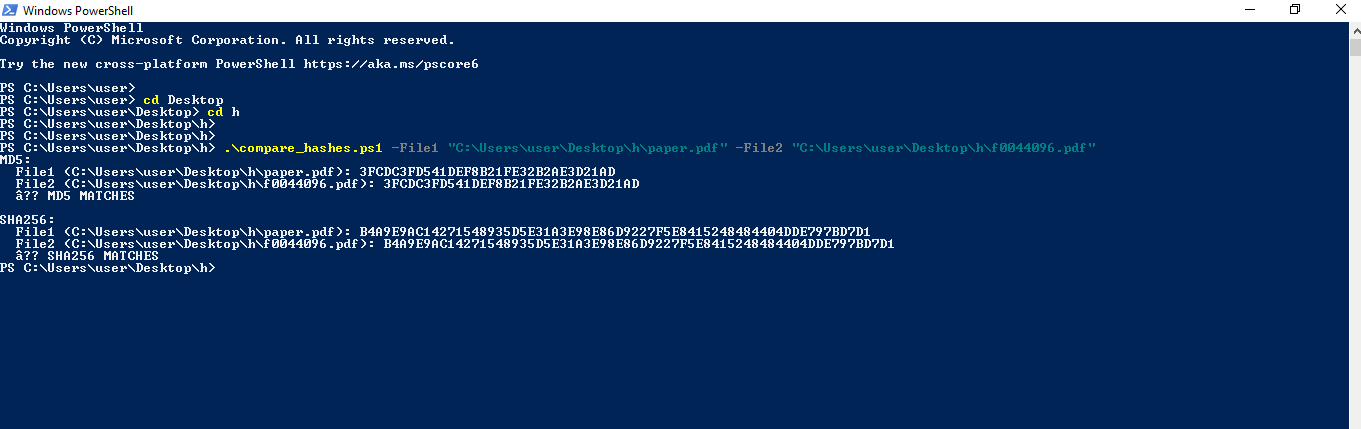 Windows PowerShell
Windows PowerShell
Copyright (C) Microsoft Corporation. All rights reserved.
Try the new cross-platform PowerShell https://aka.ms/pscore6
PS C:\Users\user>
PS C:\Users\user> cd Desktop
PS C:\Users\user\Desktop> cd h
PS C:\Users\user\Desktop\h>
PS C:\Users\user\Desktop\h>
PS C:\Users\user\Desktop\h> .\compare_hashes.ps1 -File1 "C:\Users\user\Desktop\h\paper.pdf" -File2 "C:\Users\user\Desktop\h\f0044096.pdf"
MD5:
  File1 (C:\Users\user\Desktop\h\paper.pdf): 3FCDC3FD541DEF8B21FE32B2AE3D21AD
  File2 (C:\Users\user\Desktop\h\f0044096.pdf): 3FCDC3FD541DEF8B21FE32B2AE3D21AD
  â?? MD5 MATCHES
SHA256:
  File1 (C:\Users\user\Desktop\h\paper.pdf): B4A9E9AC14271548935D5E31A3E98E86D9227F5E8415248484404DDE797BD7D1
  File2 (C:\Users\user\Desktop\h\f0044096.pdf): B4A9E9AC14271548935D5E31A3E98E86D9227F5E8415248484404DDE797BD7D1
  â?? SHA256 MATCHES
PS C:\Users\user\Desktop\h>